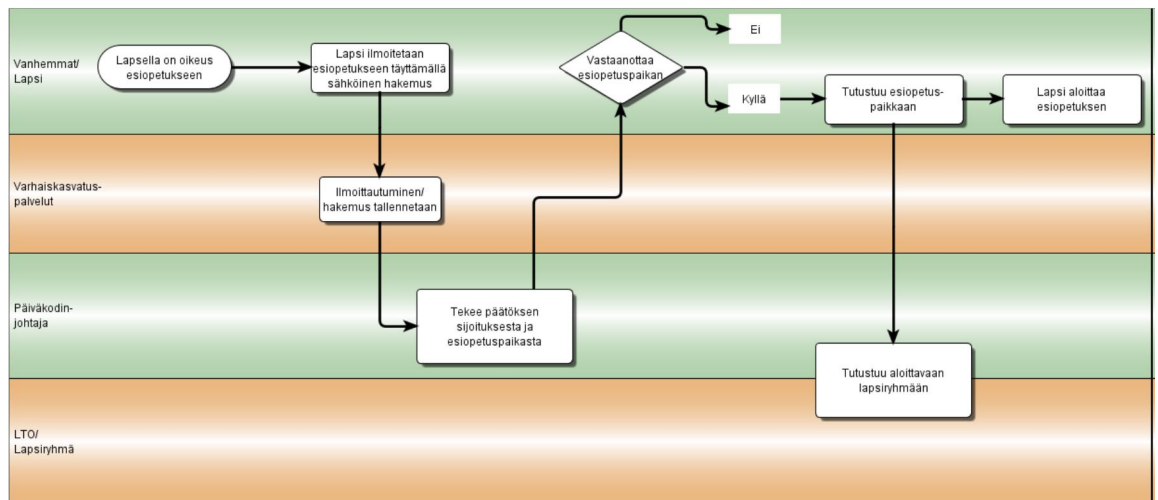 Vanhemmat/
Lapsi
Lapsella on oikeus
esiopetukseen
Lapsi ilmoitetaan
esiopetukseen täyttämällä
sähköinen hakemus
Vastaanottaa
esiopetuspaikan
Ei
Kyllä
Tutustuu esiopetus-
paikkaan
Lapsi aloittaa
esiopetuksen
Varhaiskasvatus-
palvelut
Ilmoittautuminen/
hakemus tallennetaan
Päiväkodin-
johtaja
Tekee päätöksen
sijoituksesta ja
esiopetuspaikasta
Tutustuu aloittavaan
lapsiryhmään
LTO/
Lapsiryhmä